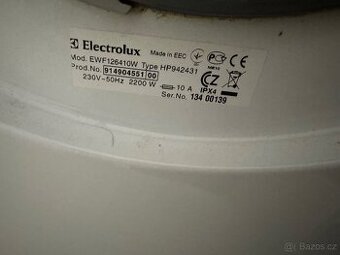 Electrolux
Made in EEC
Mod. EWF126410W Type HP942431
Prod.No. 914904551 00
230V~50Hz 2200 W 10 A
IPX4
Ser.No. 134 00139
Bazoš.cz